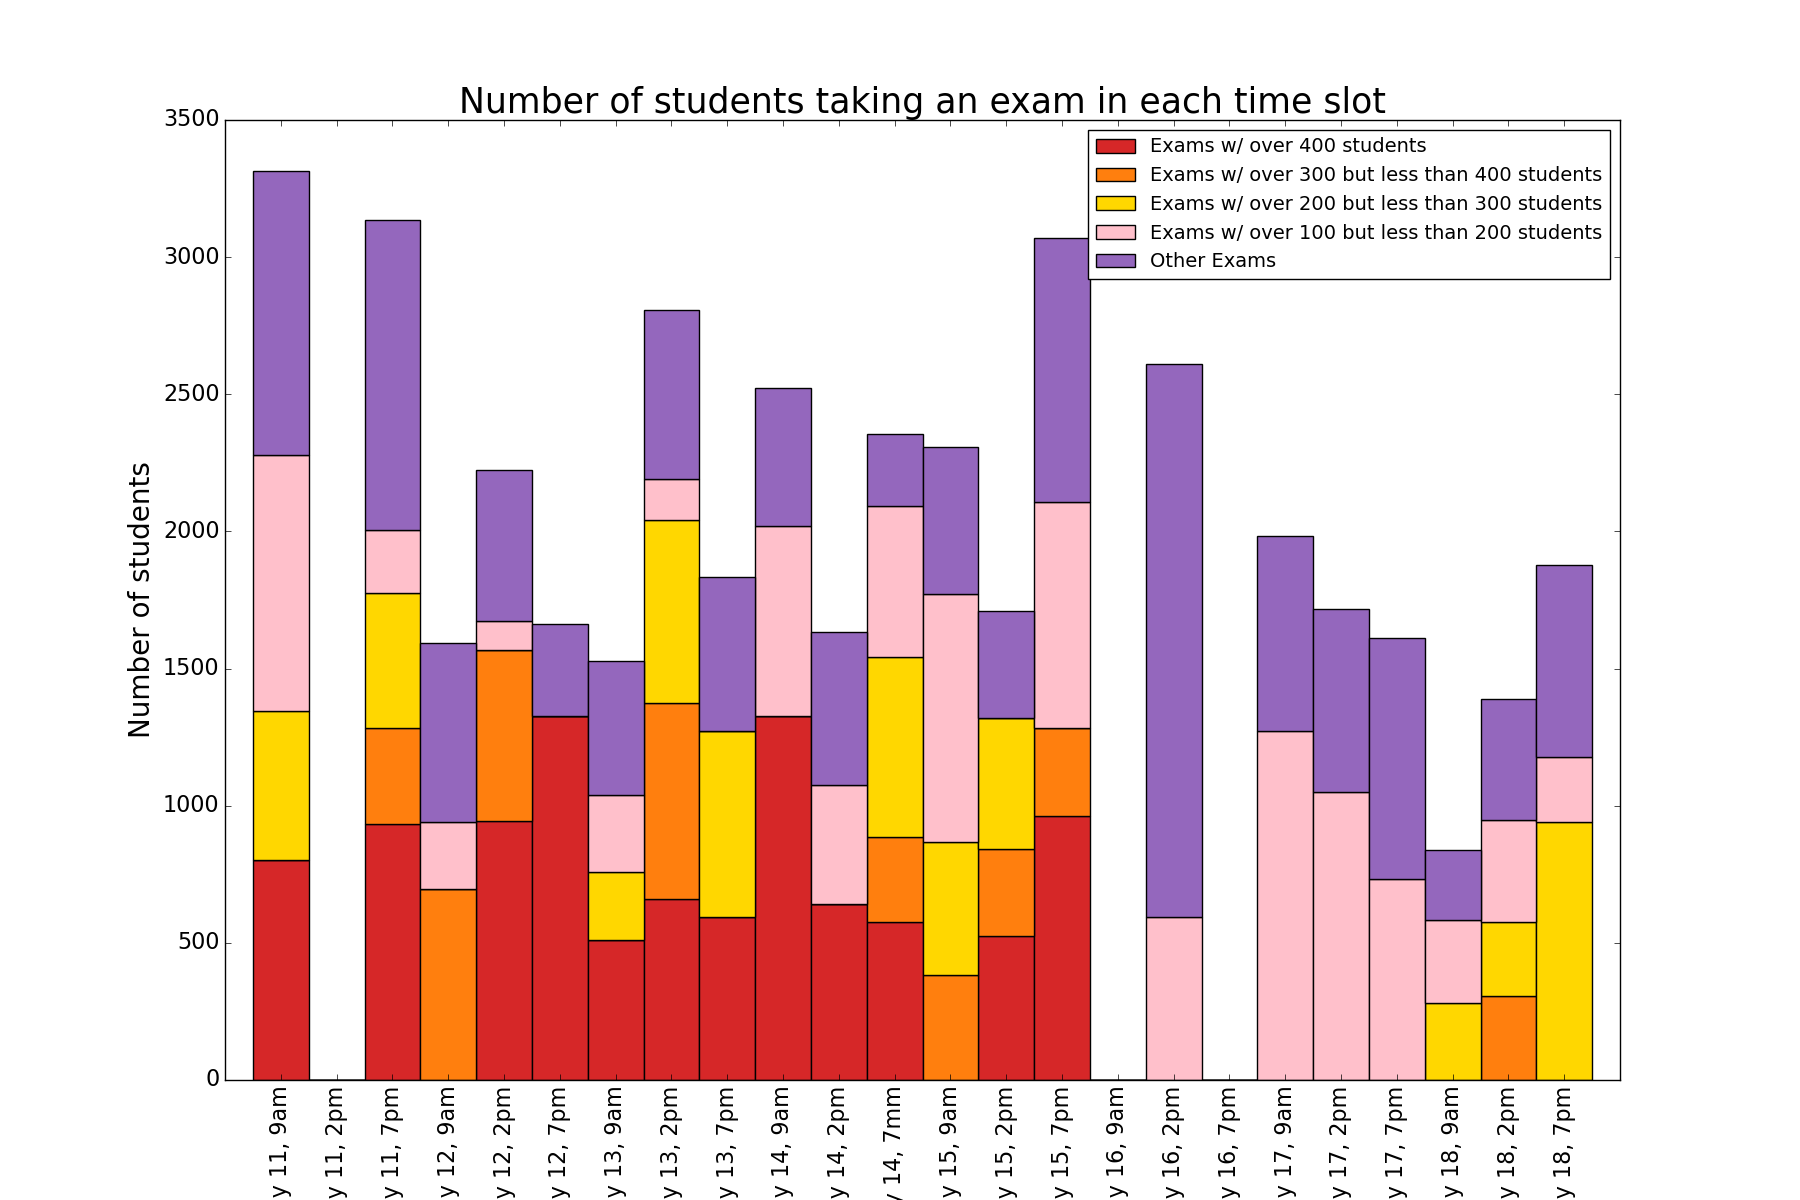 Number of students taking an exam in each time slot
Exams w/ over 400 students
Exams w/ over 300 but less than 400 students
Exams w/ over 200 but less than 300 students
Exams w/ over 100 but less than 200 students
Other Exams
Number of students
3500
3000
2500
2000
1500
1000
500
0
y 11, 9am
y 11, 2pm
y 11, 7pm
y 12, 9am
y 12, 2pm
y 12, 7pm
y 13, 9am
y 13, 2pm
y 13, 7pm
y 14, 9am
y 14, 2pm
y 14, 7mm
y 15, 9am
y 15, 2pm
y 15, 7pm
y 16, 9am
y 16, 2pm
y 16, 7pm
y 17, 9am
y 17, 2pm
y 17, 7pm
y 18, 9am
y 18, 2pm
y 18, 7pm